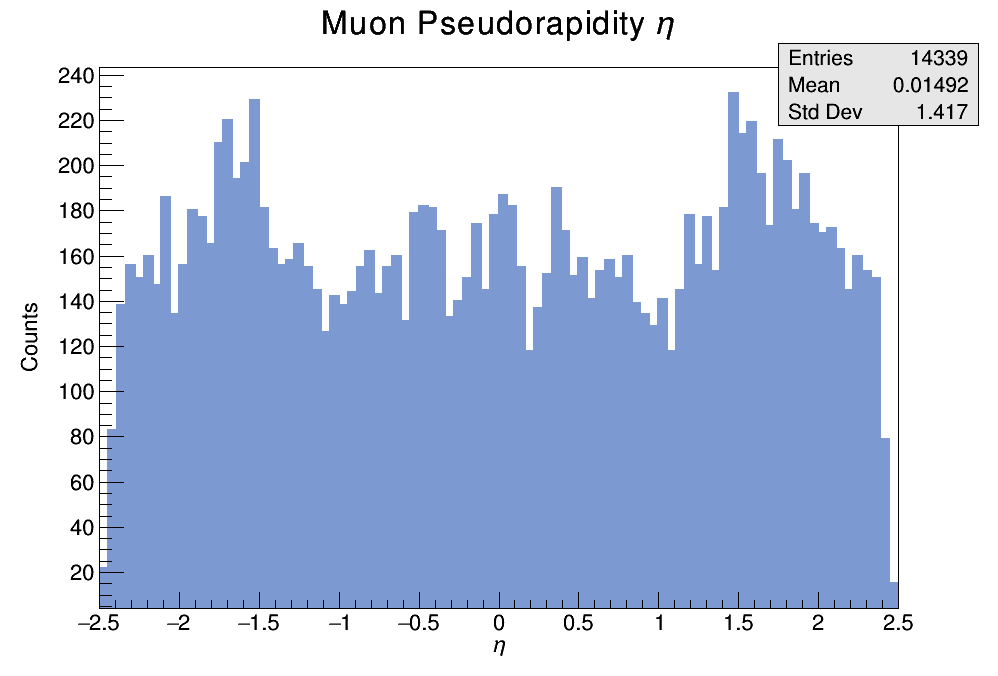 Muon Pseudorapidity η
Entries 14339
Mean 0.01492
Std Dev 1.417
240
220
200
180
160
140
120
100
80
60
40
20
Counts
−2.5 −2 −1.5 −1 −0.5 0 0.5 1 1.5 2 2.5
η